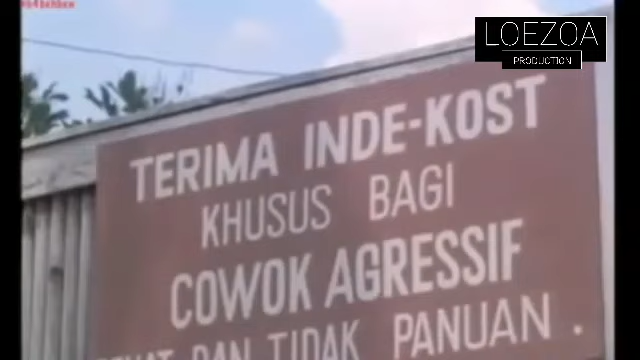 LOEZOA
PRODUCTION
TERIMA INDE-KOST
KHUSUS BAGI
COWOK AGRESSIF
DAN TIDAK PANUAN.